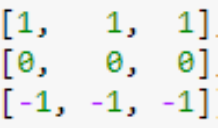 [1, 1, 1],
[0, 0, 0]
[-1, -1, -1]